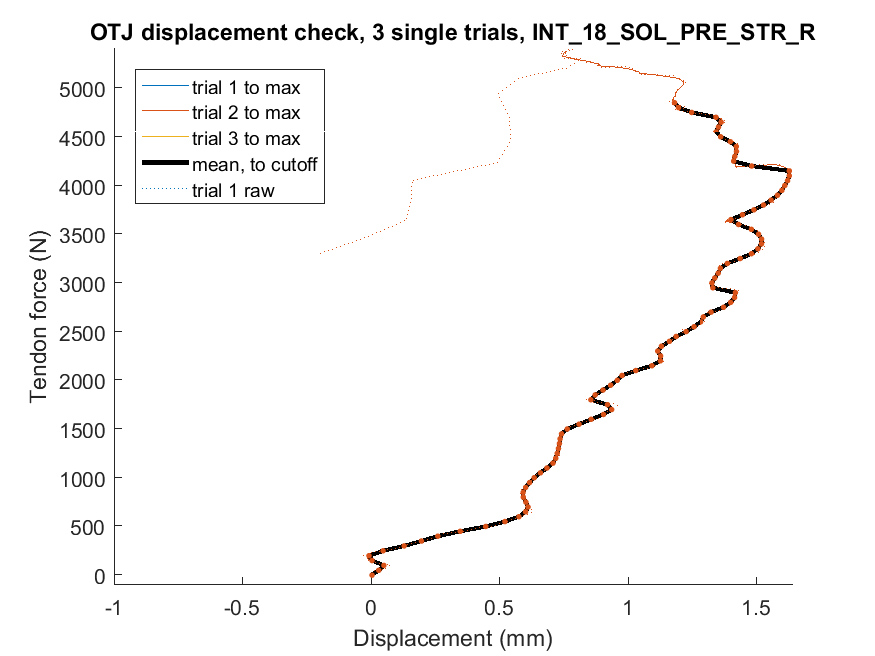 OTJ displacement check, 3 single trials, INT_18_SOL_PRE_STR_R
trial 1 to max
trial 2 to max
trial 3 to max
mean, to cutoff
trial 1 raw
5000
4500
4000
3500
3000
2500
2000
1500
1000
500
0
Tendon force (N)
-1
-0.5
0
0.5
1
1.5
Displacement (mm)